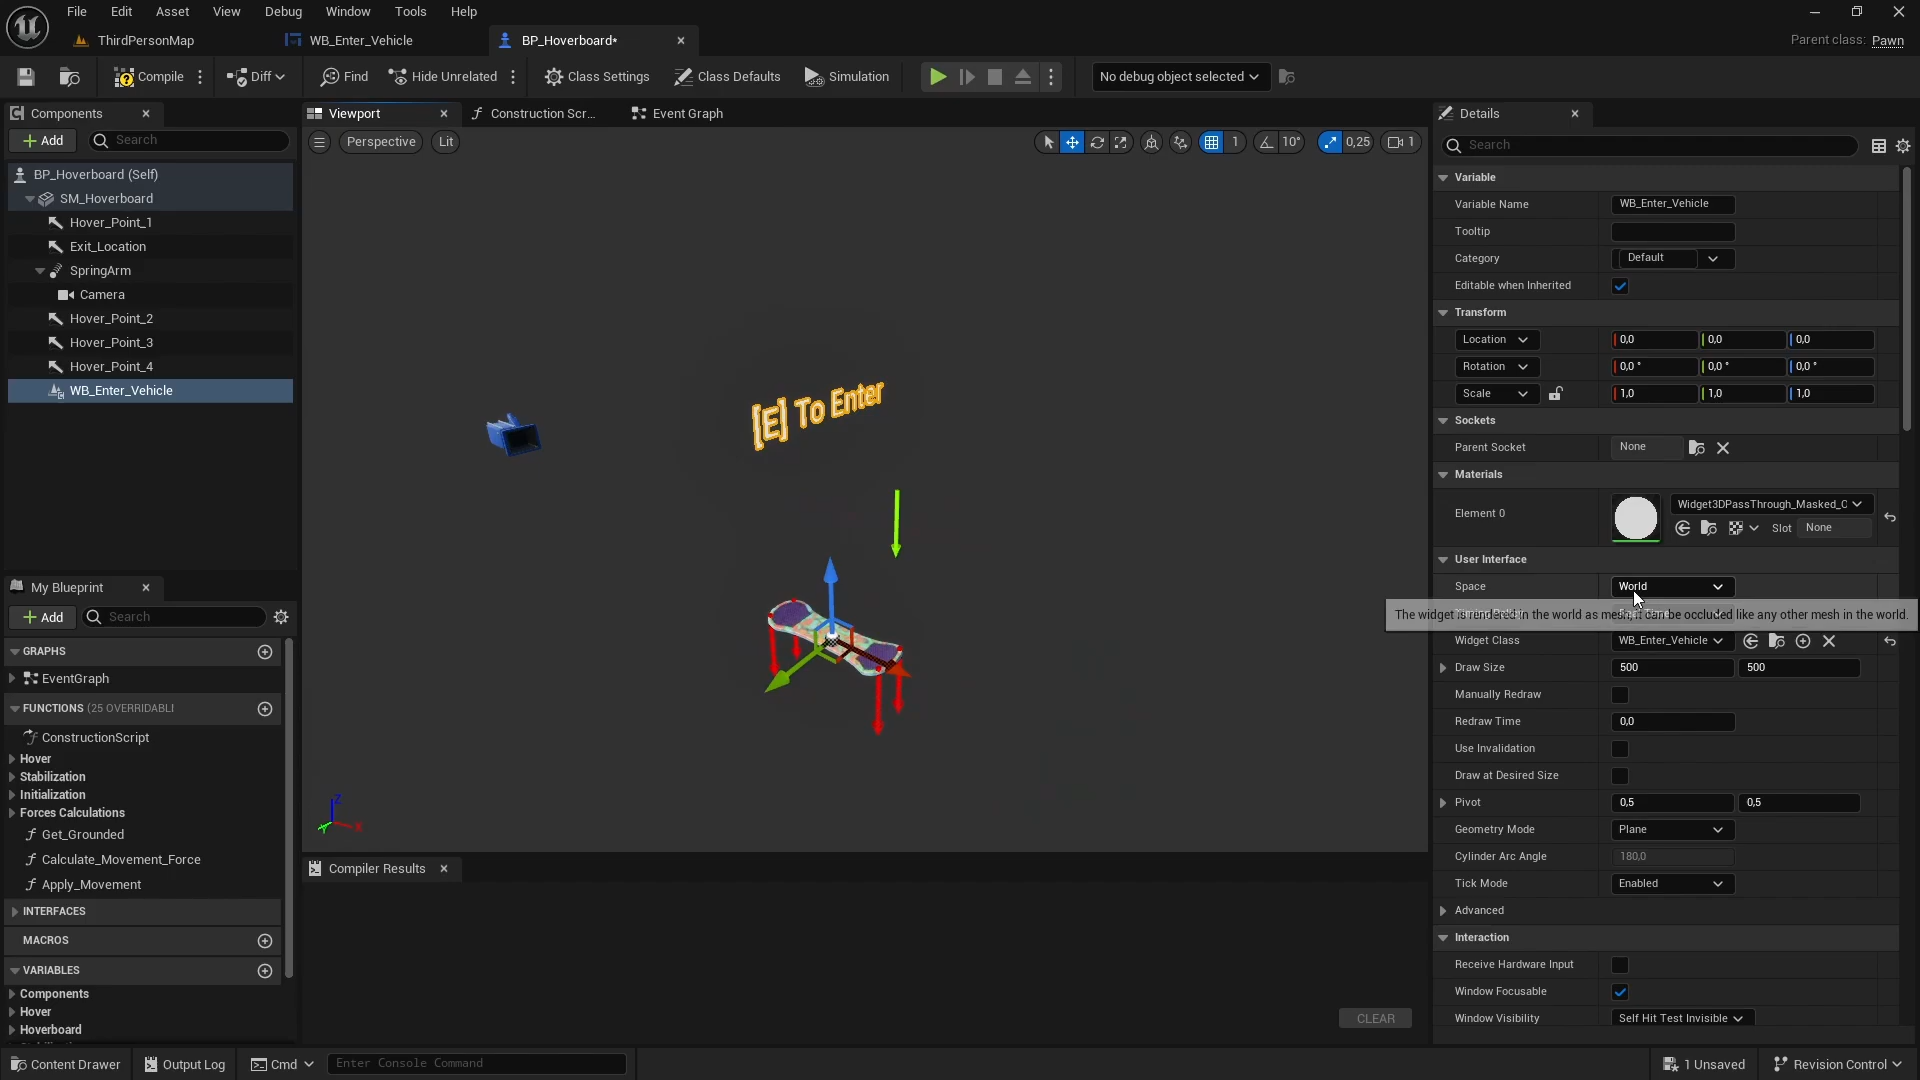 File Edit Asset View Debug Window Tools Help
ThirdPersonMap WB_Enter_Vehicle BP_Hoverboard*
Parent class: Pawn
Compile Diff Find Hide Unrelated Class Settings Class Defaults Simulation No debug object selected
Components
Add Search
BP_Hoverboard (Self)
SM_Hoverboard
Hover_Point_1
Exit_Location
SpringArm
Camera
Hover_Point_2
Hover_Point_3
Hover_Point_4
WB_Enter_Vehicle
My Blueprint
Add Search
GRAPHS
EventGraph
FUNCTIONS (25 OVERRIDABLI
ConstructionScript
Hover
Stabilization
Initialization
Forces Calculations
Get_Grounded
Calculate_Movement_Force
Apply_Movement
INTERFACES
MACROS
VARIABLES
Components
Hover
Hoverboard
Viewport Construction Scr... Event Graph
Perspective Lit
1 10° 0,25 1
[E] To Enter
Z
X
Y
Compiler Results
CLEAR
Details
Search
Variable
Variable Name WB_Enter_Vehicle
Tooltip
Category Default
Editable when Inherited
Transform
Location 0,0 0,0 0,0
Rotation 0,0 ° 0,0 ° 0,0 °
Scale 1,0 1,0 1,0
Sockets
Parent Socket None
Materials
Element 0 Widget3DPassThrough_Masked_C
Slot None
User Interface
Space World
The widget is rendered in the world as mesh, it can be occluded like any other mesh in the world.
Widget Class WB_Enter_Vehicle
Draw Size 500 500
Manually Redraw
Redraw Time 0,0
Use Invalidation
Draw at Desired Size
Pivot 0,5 0,5
Geometry Mode Plane
Cylinder Arc Angle 180,0
Tick Mode Enabled
Advanced
Interaction
Receive Hardware Input
Window Focusable
Window Visibility Self Hit Test Invisible
Content Drawer Output Log Cmd Enter Console Command
1 Unsaved Revision Control